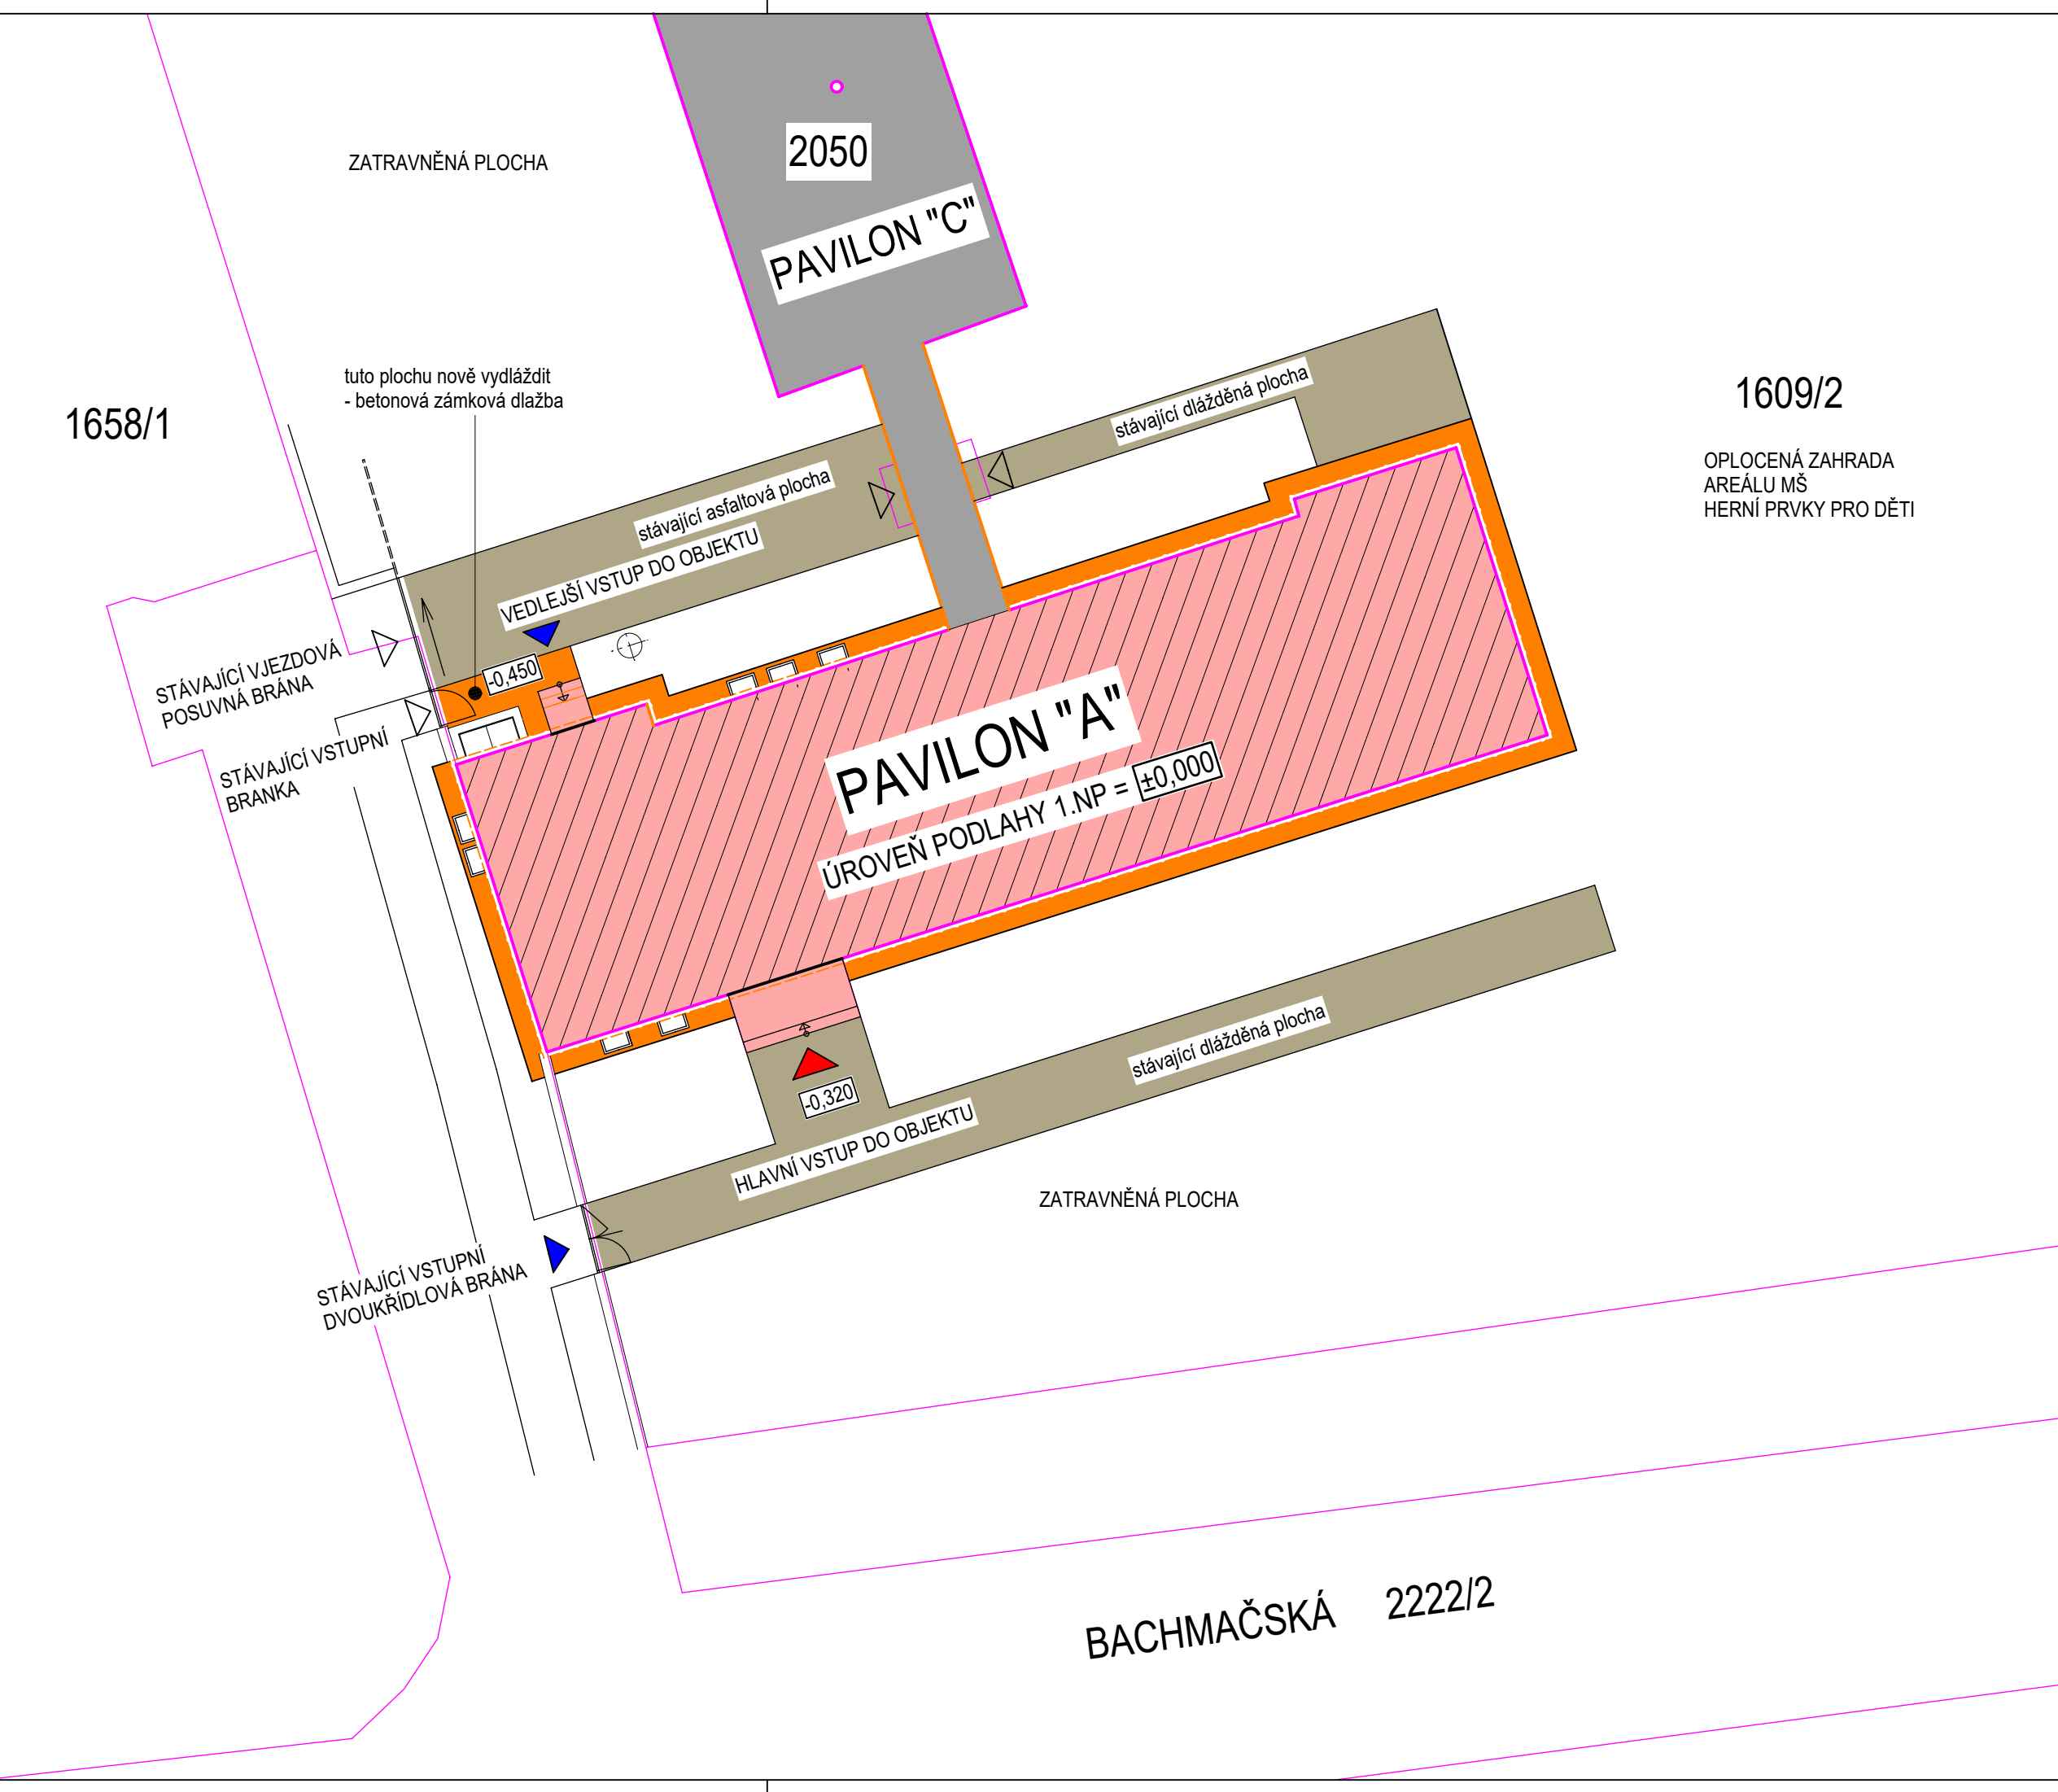 2050
ZATRAVNĚNÁ PLOCHA
PAVILON "C"
tuto plochu nově vydláždit
- betonová zámková dlažba
1658/1
1609/2
stávající dlážděná plocha
OPLOCENÁ ZAHRADA
AREÁLU MŠ
HERNÍ PRVKY PRO DĚTI
stávající asfaltová plocha
VEDLEJŠÍ VSTUP DO OBJEKTU
-0,450
STÁVAJÍCÍ VJEZDOVÁ
POSUVNÁ BRÁNA
STÁVAJÍCÍ VSTUPNÍ
BRANKA
PAVILON "A"
ÚROVEŇ PODLAHY 1.NP = ±0,000
stávající dlážděná plocha
-0,320
HLAVNÍ VSTUP DO OBJEKTU
ZATRAVNĚNÁ PLOCHA
STÁVAJÍCÍ VSTUPNÍ
DVOUKŘÍDLOVÁ BRÁNA
BACHMAČSKÁ 2222/2